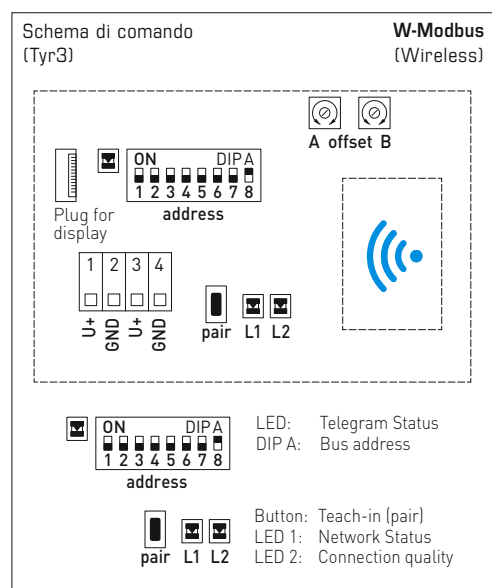 Schema di comando W-Modbus
(Tyr3) (Wireless)
A offset B
ON DIP A
1 2 3 4 5 6 7 8
address
Plug for
display
1 2 3 4
U+ GND U+ GND
pair L1 L2
ON DIP A
1 2 3 4 5 6 7 8
address
LED: Telegram Status
DIP A: Bus address
pair L1 L2
Button: Teach-in (pair)
LED 1: Network Status
LED 2: Connection quality